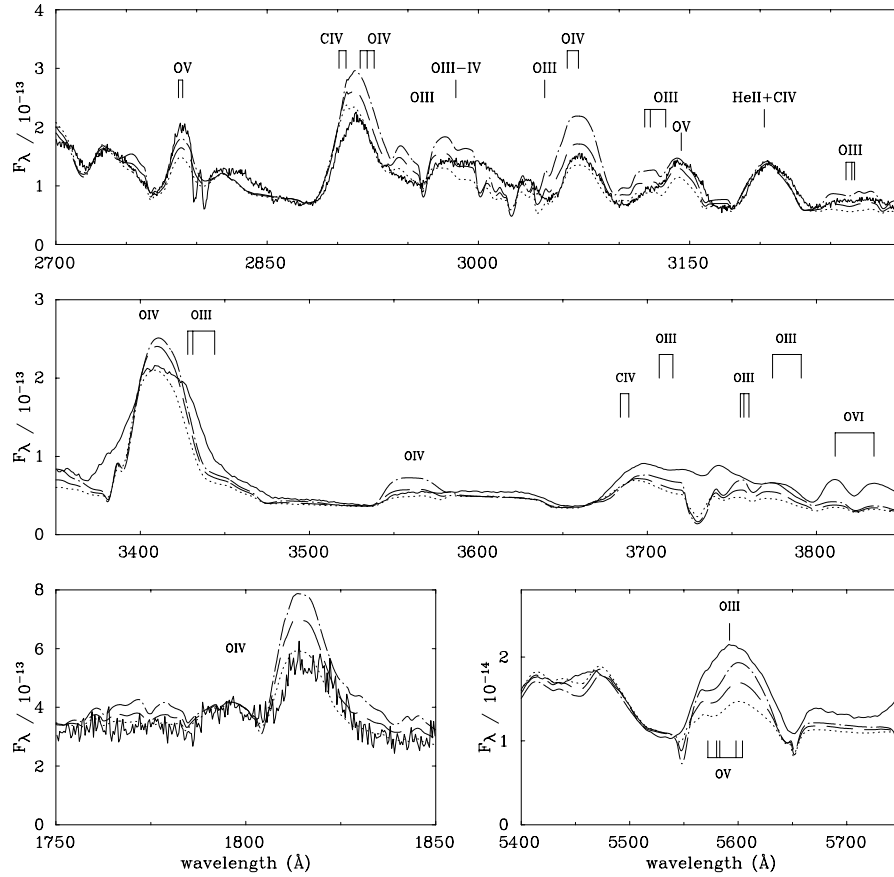 4
CIV OIV
OV
3
OIII-IV OIII OIV
OIII
HeII+CIV
OIII
OV
OIII
2
1
0
F_λ / 10⁻¹³
2700 2850 3000 3150
3
OIV OIII
OIII OIII
CIV OIII
OVI
2
OIV
1
0
F_λ / 10⁻¹³
3400 3500 3600 3700 3800
8
6
OIV
4
2
0
F_λ / 10⁻¹³
1750 1800 1850
wavelength (Å)
OIII
2
1
OV
0
F_λ / 10⁻¹⁴
5400 5500 5600 5700
wavelength (Å)